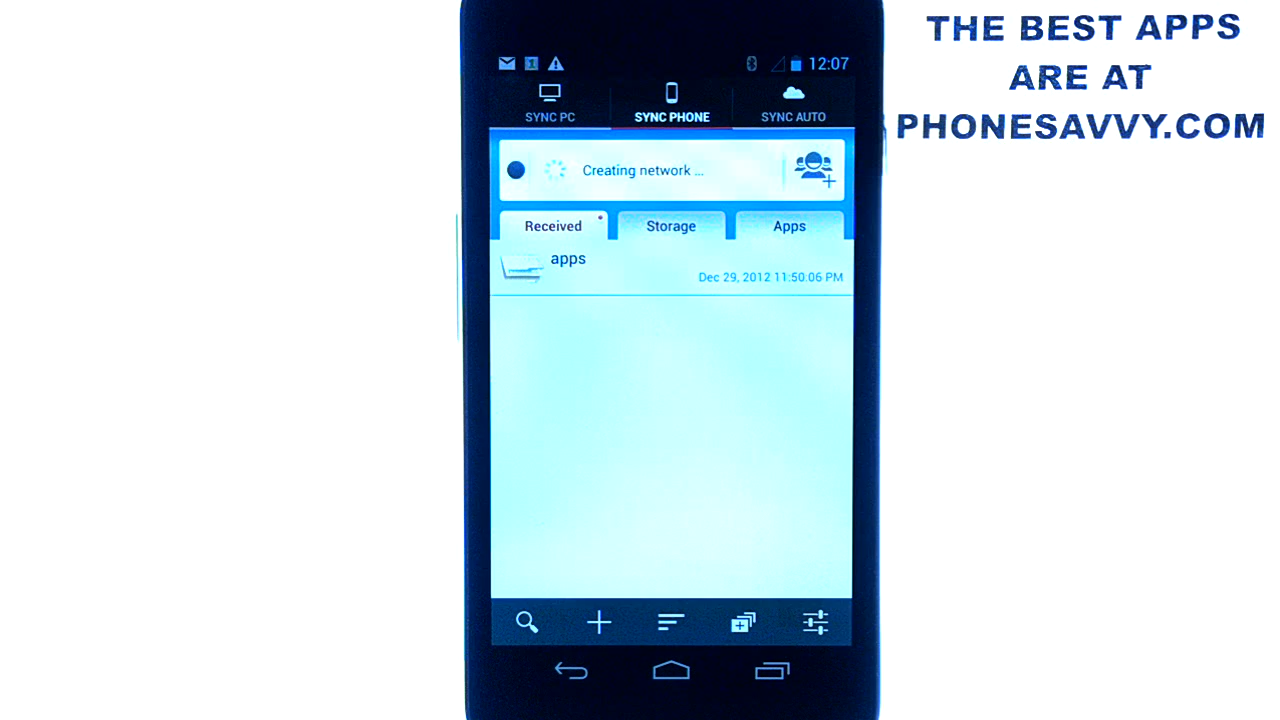 THE BEST APPS
ARE AT
PHONESAVVY.COM
12:07
SYNC PC
SYNC PHONE
SYNC AUTO
Creating network ...
Received
Storage
Apps
apps
Dec 29, 2012 11:50:06 PM